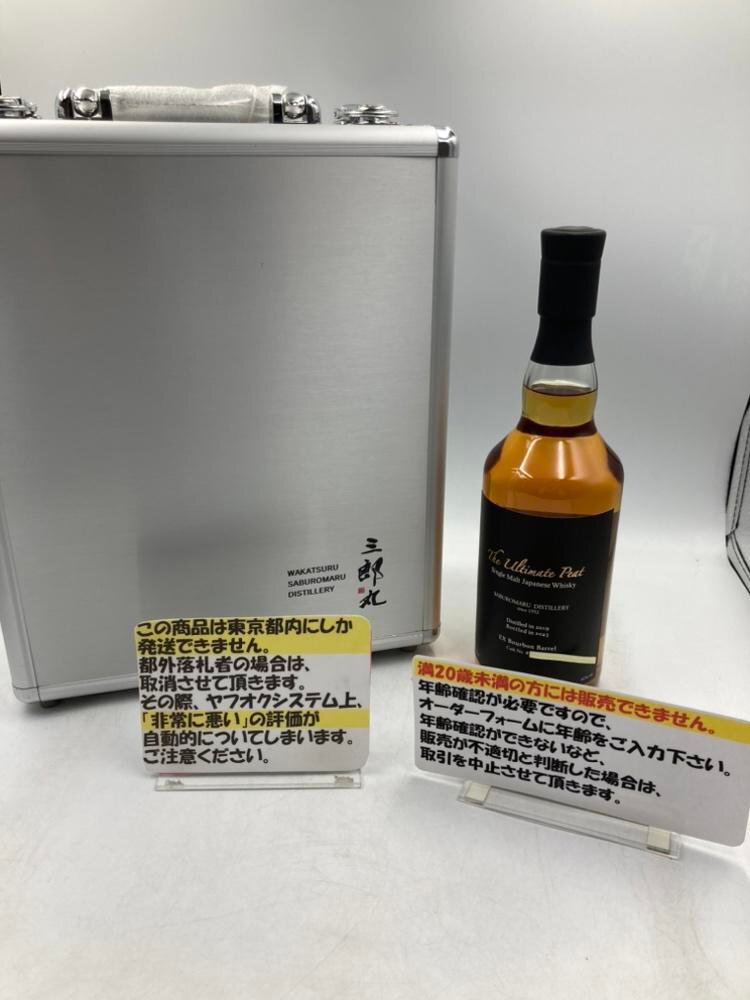 WAKATSURU
SABUROMARU
DISTILLERY
三郎丸
The Ultimate Peat
Single Malt Japanese Whisky
SABUROMARU DISTILLERY
since 1952
Distilled in 2019
Bottled in 2023
EX Bourbon Barrel
Cask No.
この商品は東京都内にしか
発送できません。
都外落札者の場合は、
取消させて頂きます。
その際、ヤフオクシステム上、
「非常に悪い」の評価が
自動的についてしまいます。
ご注意ください。
満20歳未満の方には販売できません。
年齢確認が必要ですので、
オーダーフォームに年齢をご入力下さい。
年齢確認ができないなど、
販売が不適切と判断した場合は、
取引を中止させて頂きます。